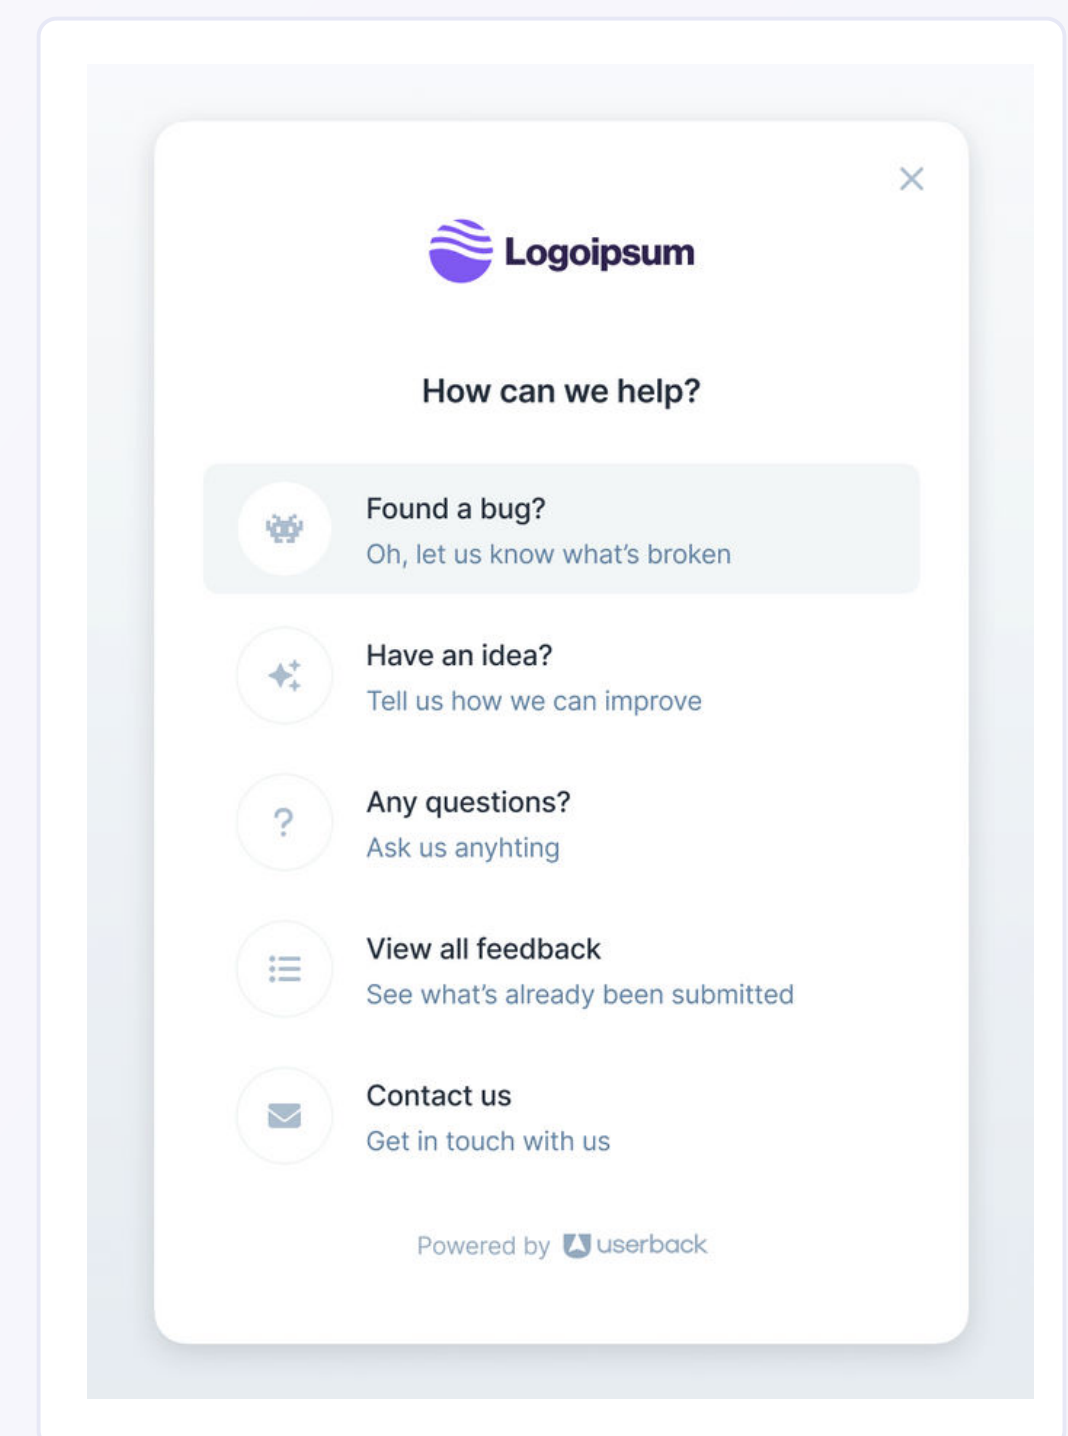 Logoipsum
How can we help?
Found a bug?
Oh, let us know what’s broken
Have an idea?
Tell us how we can improve
?
Any questions?
Ask us anyhting
View all feedback
See what’s already been submitted
Contact us
Get in touch with us
Powered by userback